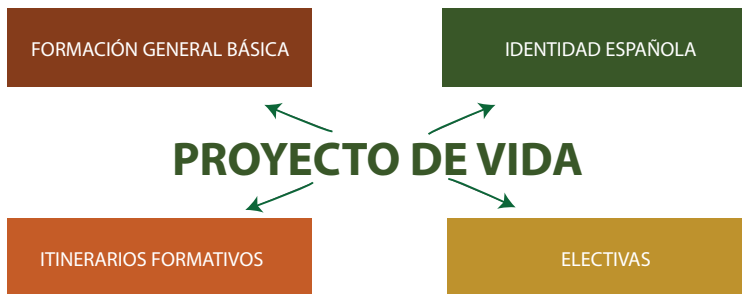 FORMACIÓN GENERAL BÁSICA
IDENTIDAD ESPAÑOLA
PROYECTO DE VIDA
ITINERARIOS FORMATIVOS
ELECTIVAS